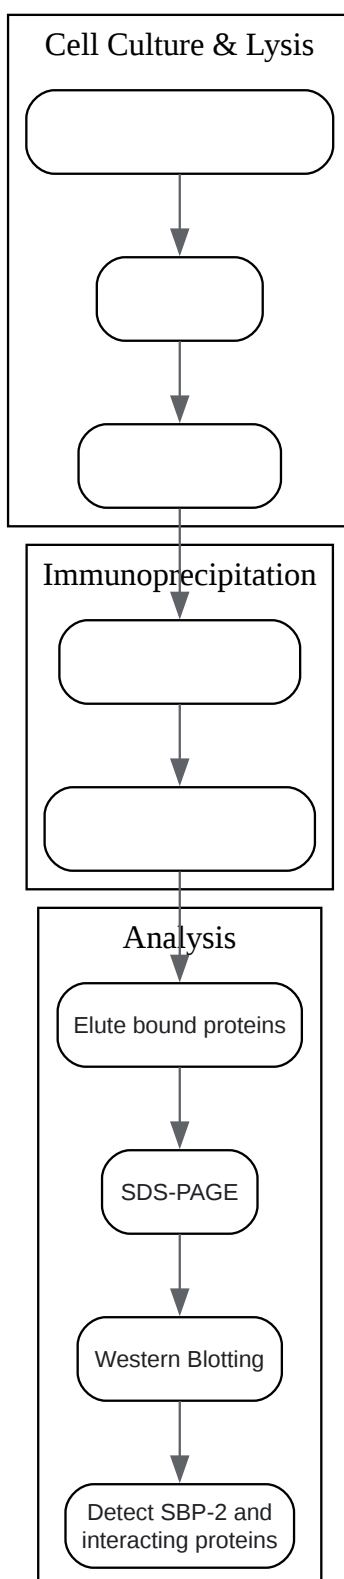 Cell Culture & Lysis
Immunoprecipitation
Analysis
Elute bound proteins
SDS-PAGE
Western Blotting
Detect SBP-2 and
interacting proteins